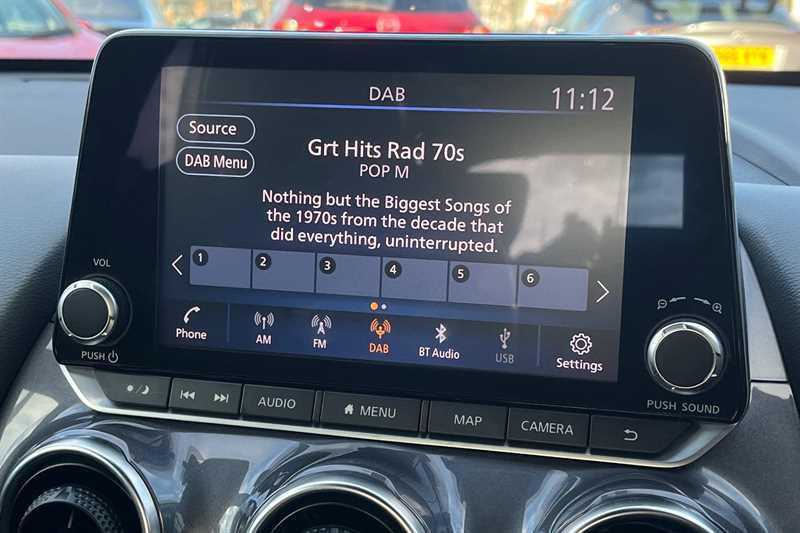 DAB
11:12
Source
DAB Menu
Grt Hits Rad 70s
POP M
Nothing but the Biggest Songs of
the 1970s from the decade that
did everything, uninterrupted.
1 2 3 4 5 6
Phone
AM
FM
DAB
BT Audio
USB
Settings
VOL
PUSH
PUSH SOUND
AUDIO
MENU
MAP
CAMERA